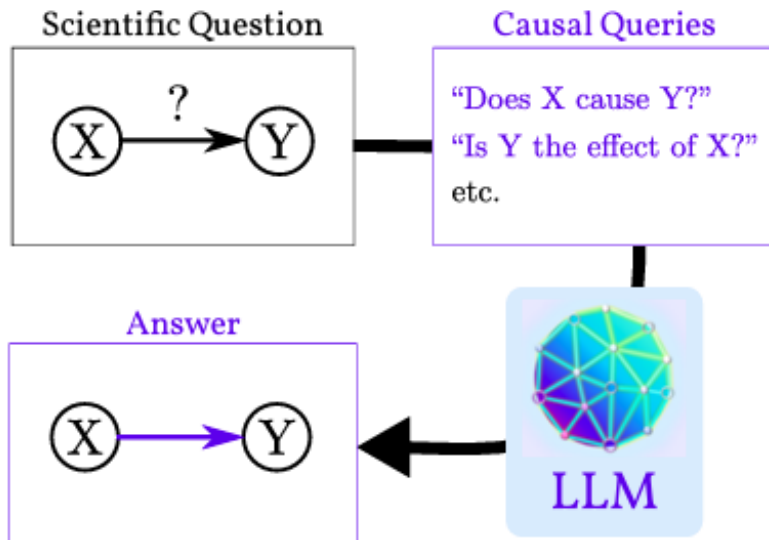 Scientific Question
X
?
Y
Causal Queries
“Does X cause Y?”
“Is Y the effect of X?”
etc.
Answer
X
Y
LLM